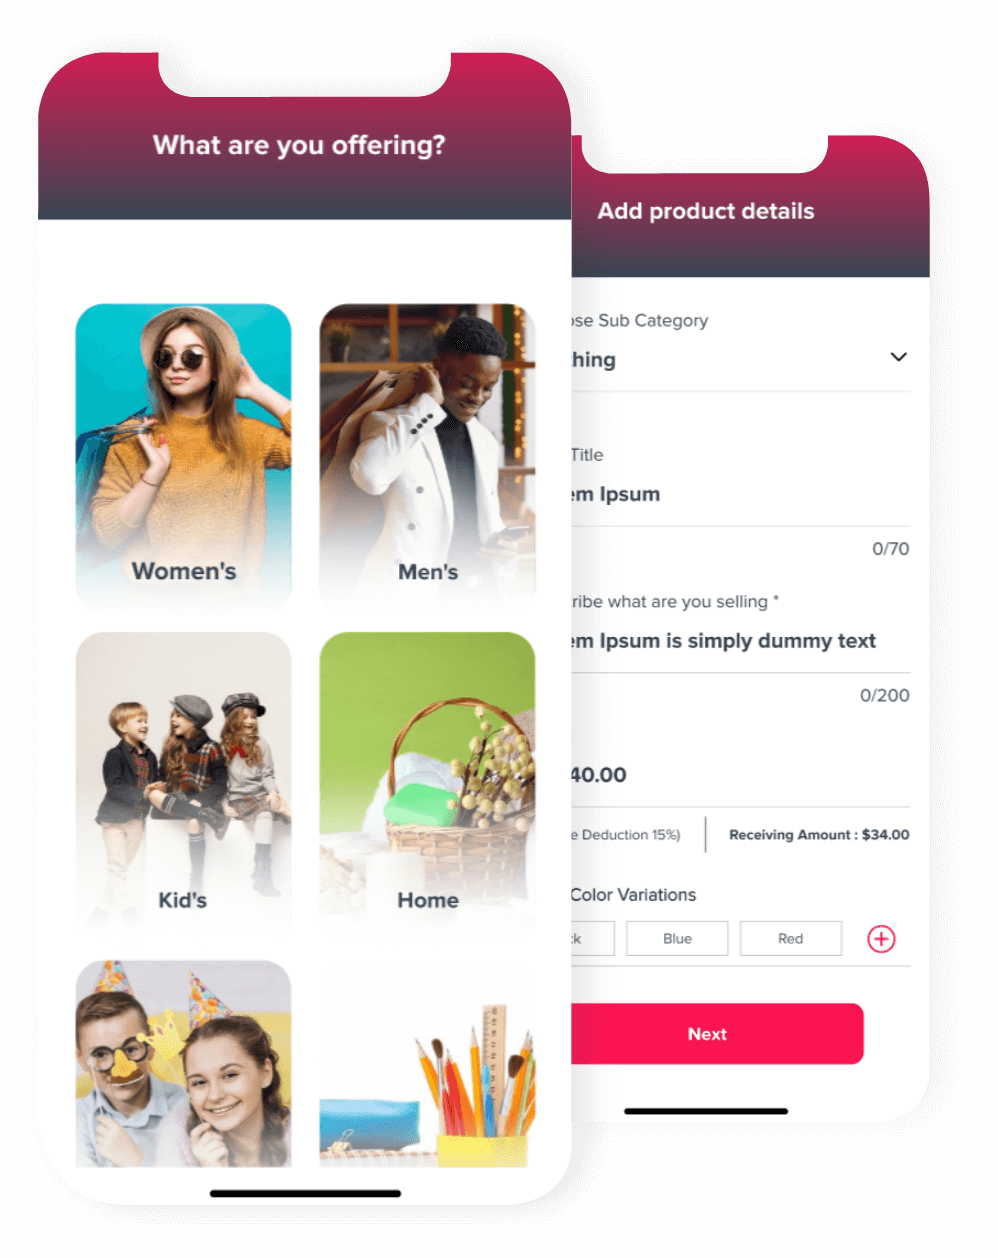 What are you offering?
Women's
Men's
Kid's
Home
Add product details
ose Sub Category
hing
Title
em Ipsum
0/70
ribe what are you selling *
em Ipsum is simply dummy text
0/200
40.00
e Deduction 15%)
Receiving Amount : $34.00
Color Variations
ck
Blue
Red
Next